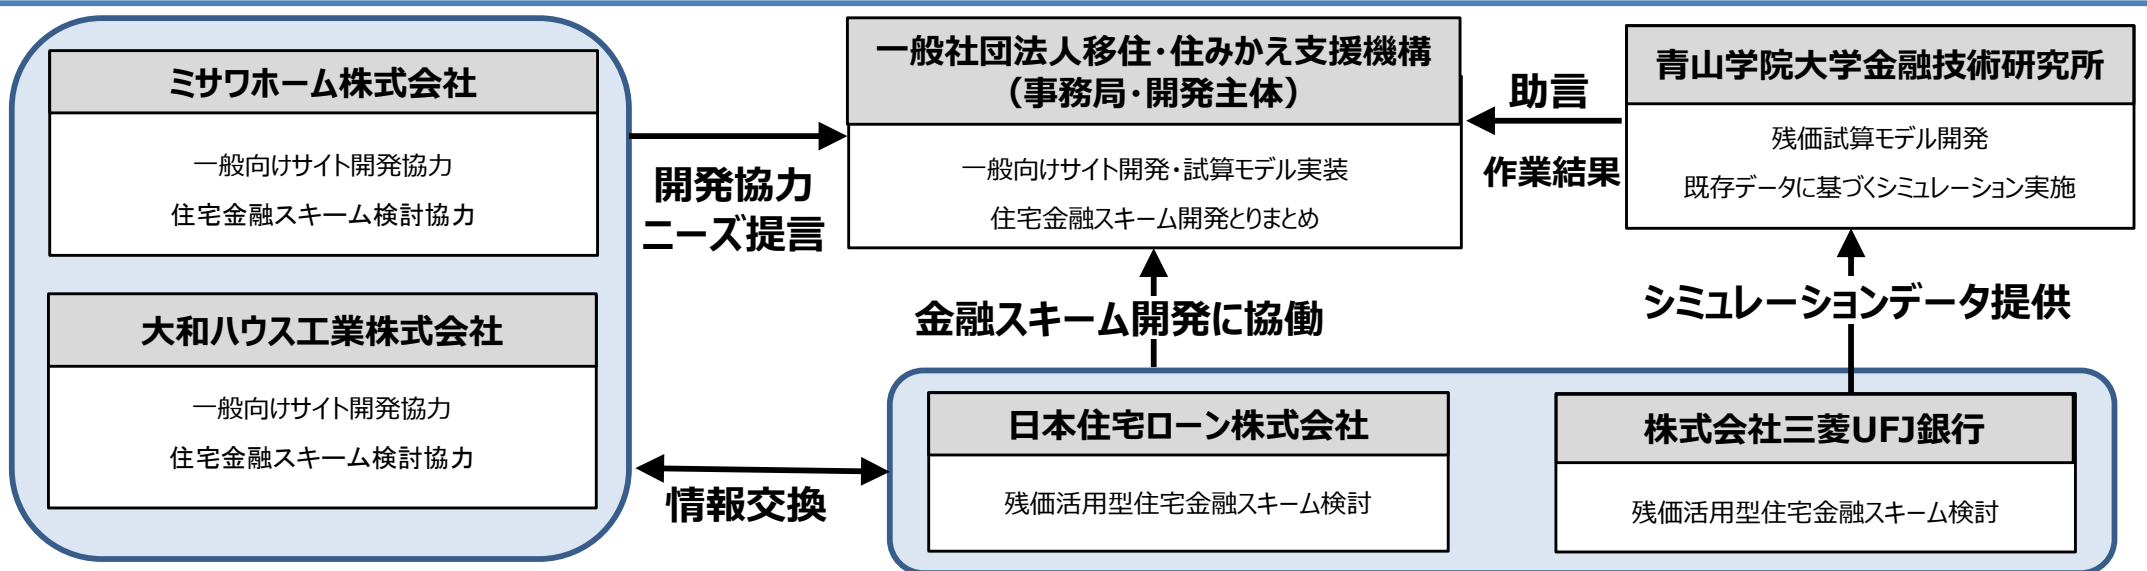 ミサワホーム株式会社
一般向けサイト開発協力
住宅金融スキーム検討協力
大和ハウス工業株式会社
一般向けサイト開発協力
住宅金融スキーム検討協力
開発協力
ニーズ提言
一般社団法人移住・住みかえ支援機構
（事務局・開発主体）
一般向けサイト開発・試算モデル実装
住宅金融スキーム開発とりまとめ
助言
作業結果
青山学院大学金融技術研究所
残価試算モデル開発
既存データに基づくシミュレーション実施
金融スキーム開発に協働
シミュレーションデータ提供
情報交換
日本住宅ローン株式会社
残価活用型住宅金融スキーム検討
株式会社三菱UFJ銀行
残価活用型住宅金融スキーム検討